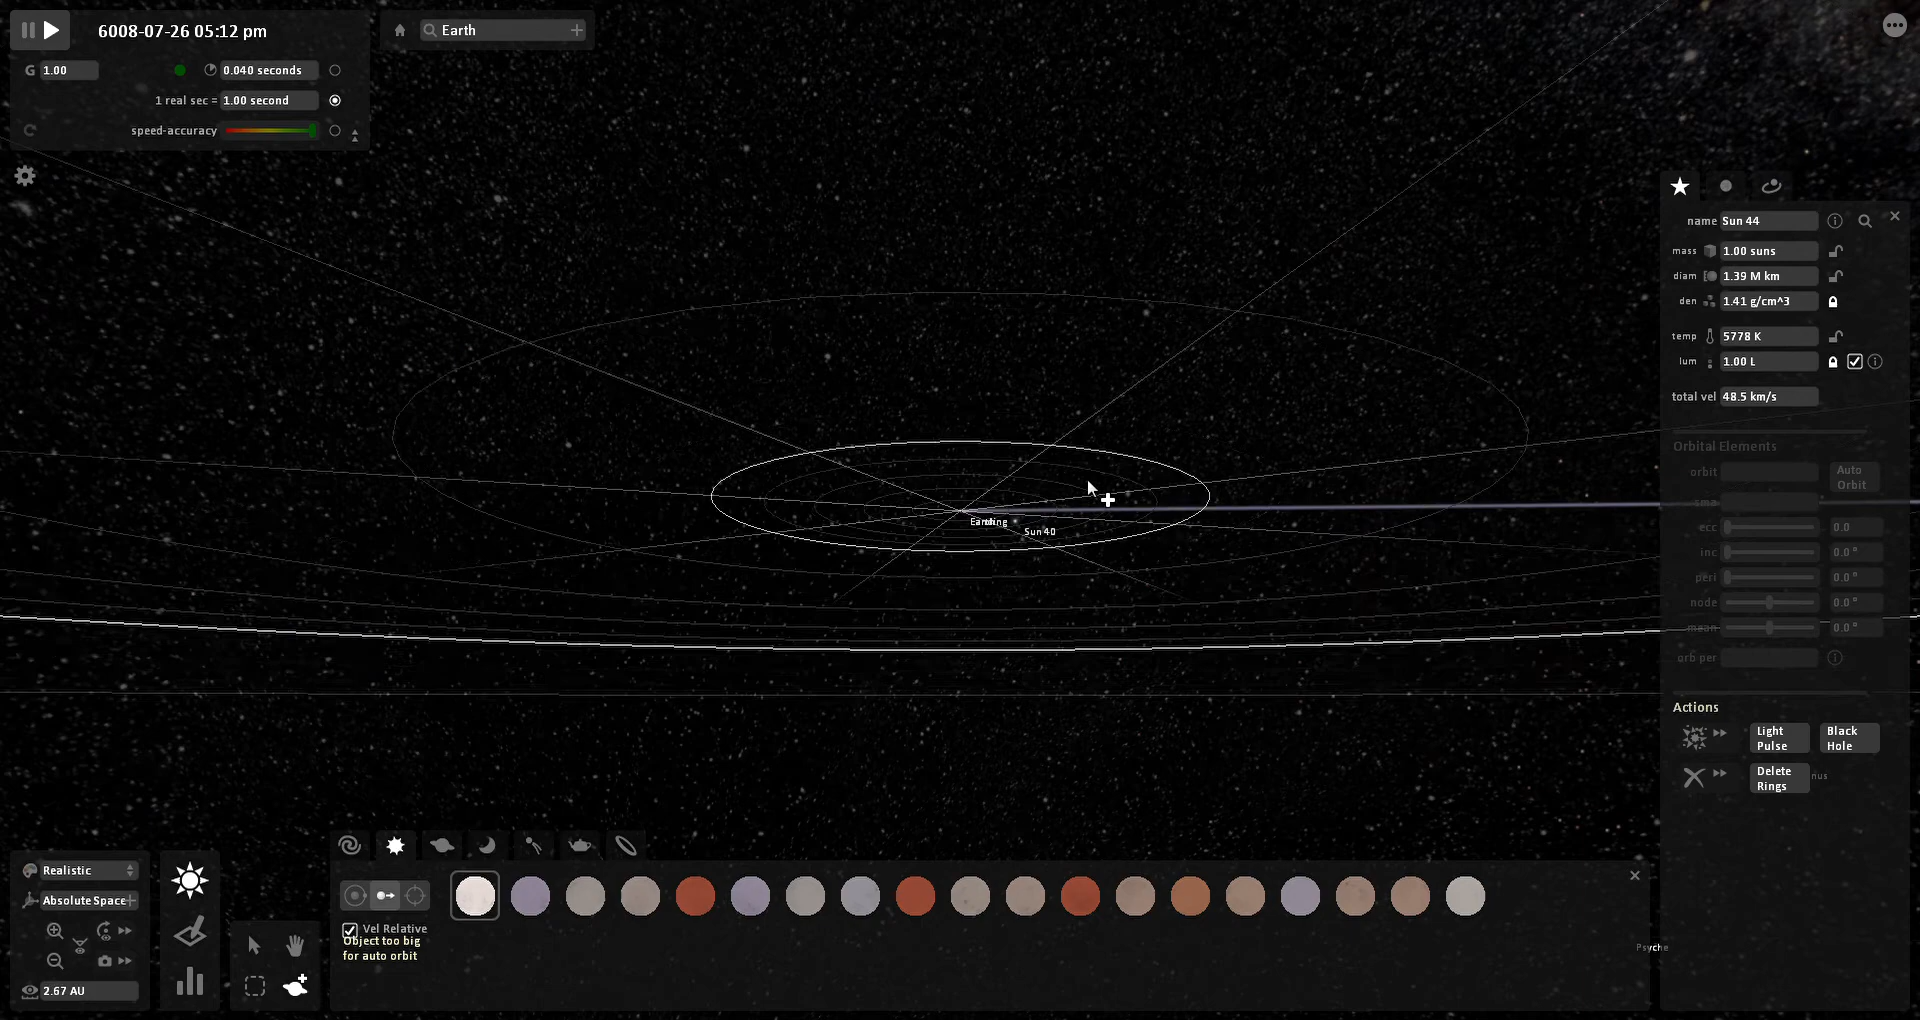 6008-07-26 05:12 pm
Earth
G 1.00
0.040 seconds
1 real sec = 1.00 second
speed-accuracy
name Sun 44
mass 1.00 suns
diam 1.39 M km
den 1.41 g/cm^3
temp 5778 K
lum 1.00 L
total vel 48.5 km/s
Orbital Elements
orbit
Auto
Orbit
sma
ecc 0.0
inc 0.0 °
peri 0.0 °
node 0.0 °
mean 0.0 °
orb per
Sun 40
Actions
Light
Pulse
Black
Hole
Delete
Rings
Realistic
Absolute Space
2.67 AU
Vel Relative
Object too big
for auto orbit
Psyche